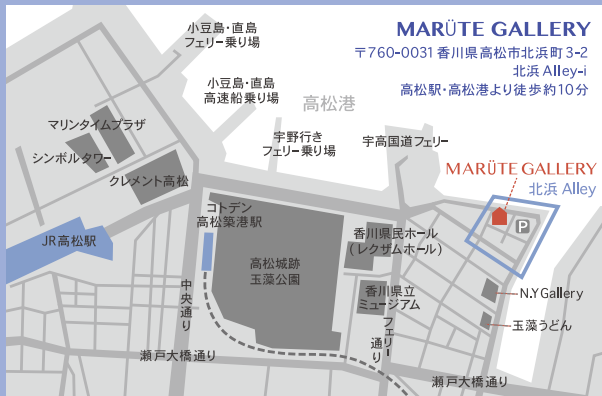 MARÜTE GALLERY
〒760-0031 香川県高松市北浜町3-2
北浜 Alley-i
高松駅・高松港より徒歩約10分
小豆島・直島
フェリー乗り場
小豆島・直島
高速船乗り場
高松港
マリンタイムプラザ
シンボルタワー
宇野行き
フェリー乗り場
宇高国道フェリー
クレメント高松
MARÜTE GALLERY
北浜 Alley
コトデン
高松築港駅
P
JR高松駅
香川県民ホール
(レクザムホール)
高松城跡
玉藻公園
中央通り
香川県立
ミュージアム
N.Y Gallery
フェリー通り
玉藻うどん
瀬戸大橋通り
瀬戸大橋通り